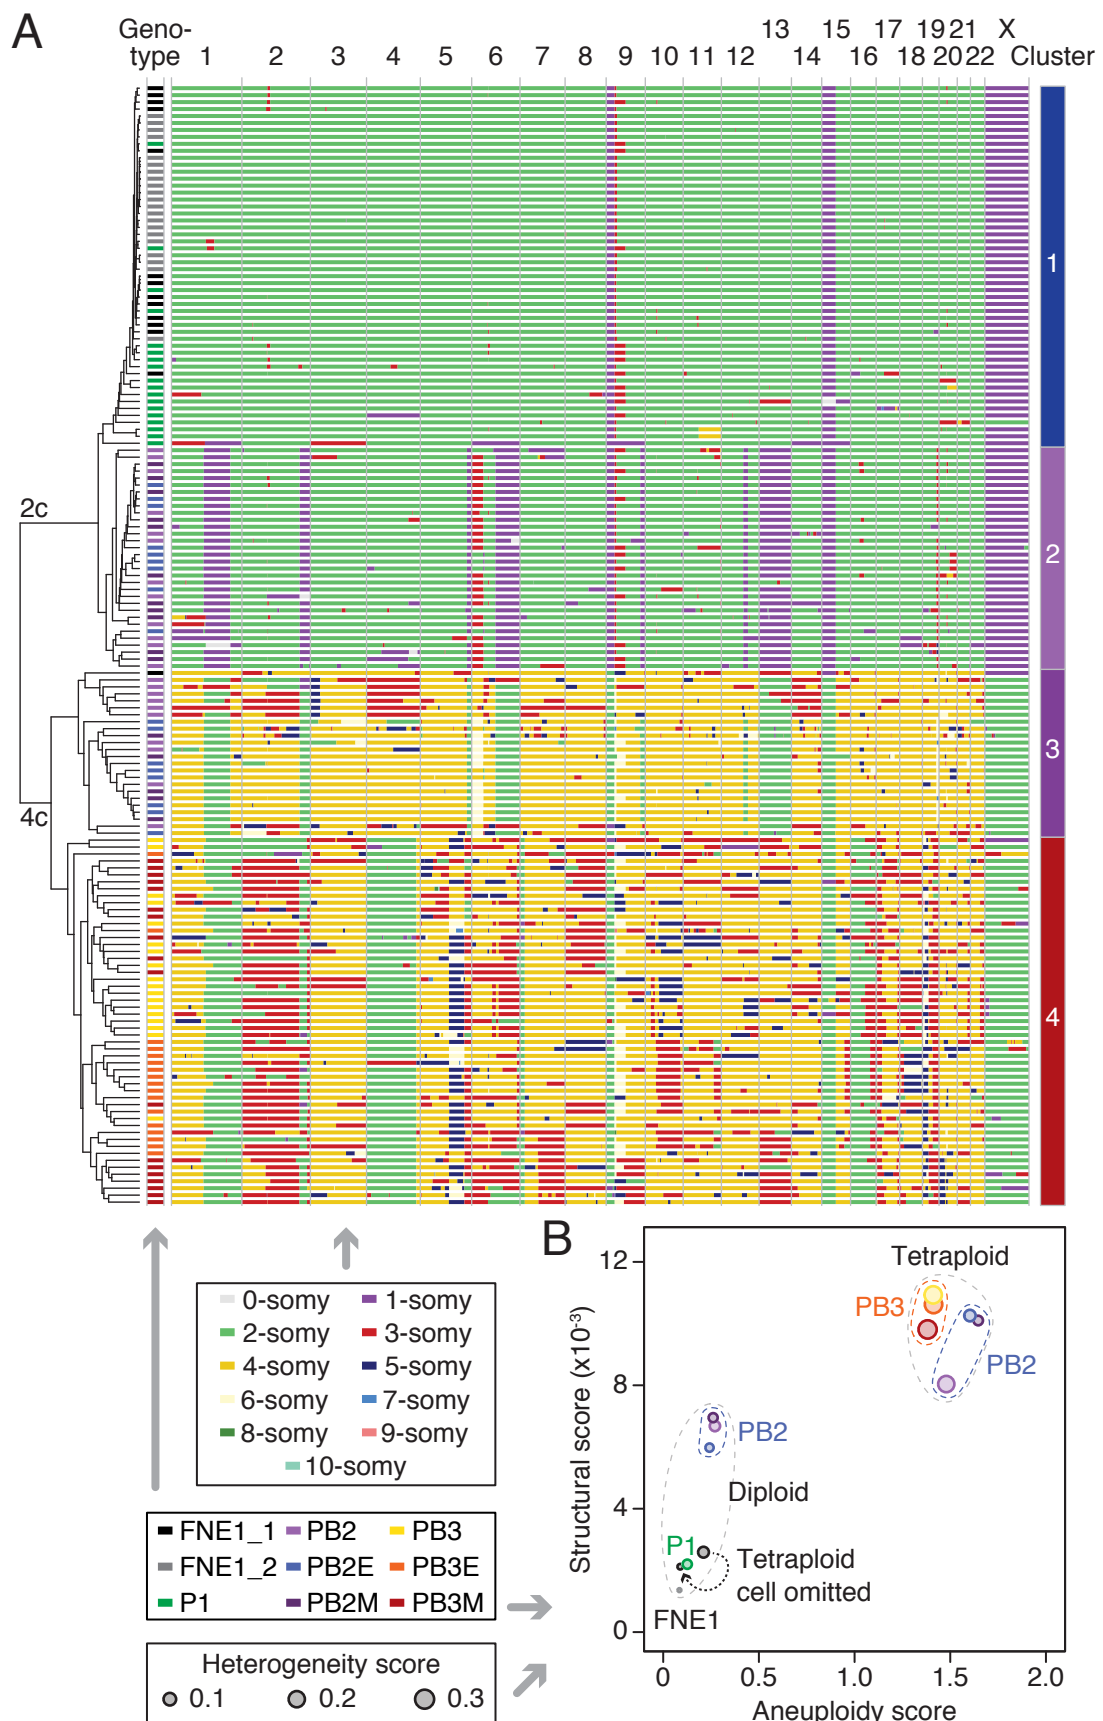 A
Geno-
type
1
2
3
4
5
6
7
8
9
10
11
12
13
14
15
16
17
18
19
20
21
22
X
Cluster
2c
4c
1
2
3
4
0-somy
1-somy
2-somy
3-somy
4-somy
5-somy
6-somy
7-somy
8-somy
9-somy
10-somy
FNE1_1
PB2
PB3
FNE1_2
PB2E
PB3E
P1
PB2M
PB3M
Heterogeneity score
0.1
0.2
0.3
B
Structural score (x10-3)
12
8
4
0
0
0.5
1.0
1.5
2.0
Aneuploidy score
Tetraploid
PB3
PB2
PB2
Diploid
P1
Tetraploid
cell omitted
FNE1